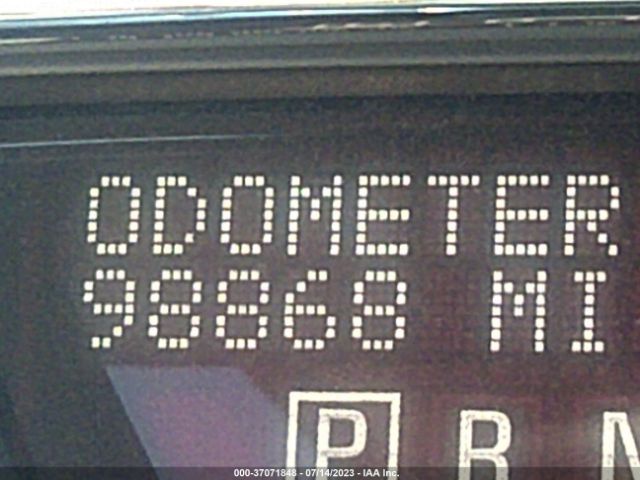 ODOMETER
98868 MI
P R N
000-37071848 - 07/14/2023 - IAA Inc.